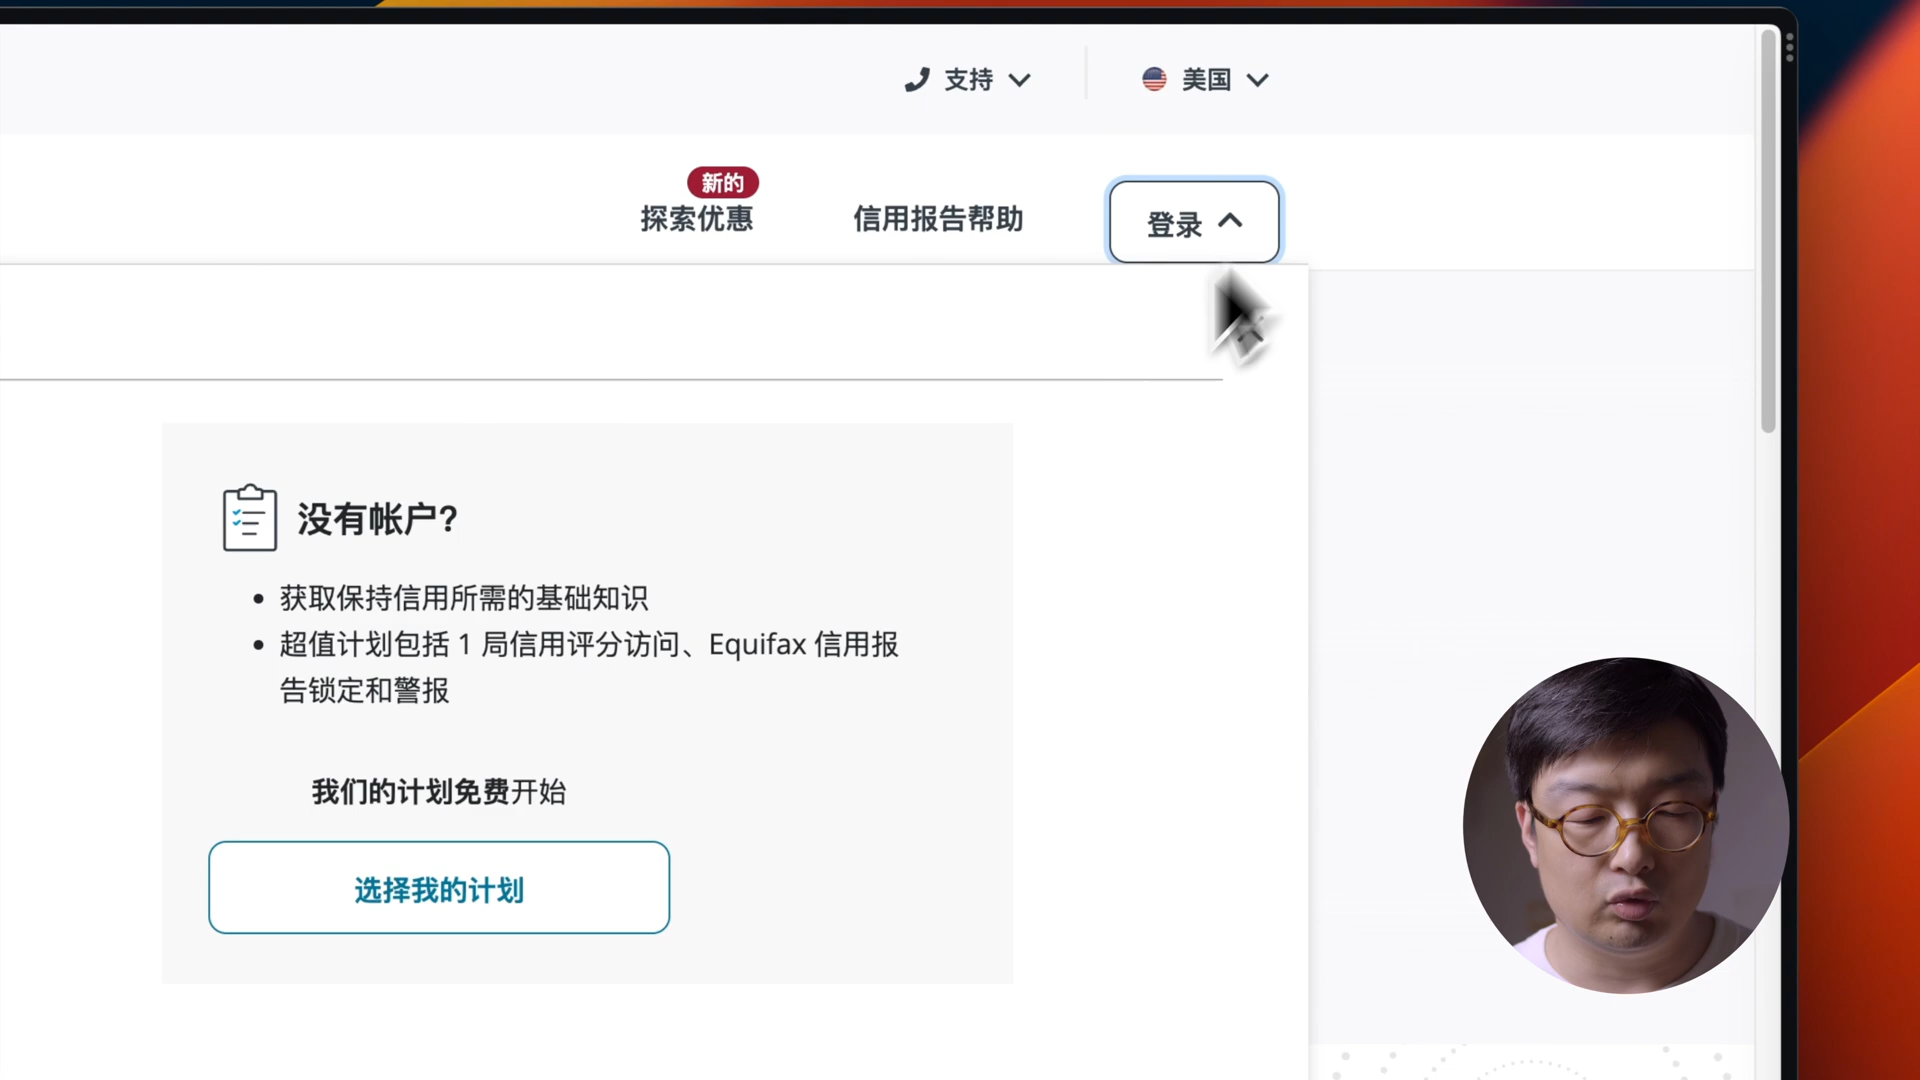 支持
美国
新的
探索优惠
信用报告帮助
登录
没有帐户?
• 获取保持信用所需的基础知识
• 超值计划包括 1 局信用评分访问、Equifax 信用报
告锁定和警报
我们的计划免费开始
选择我的计划